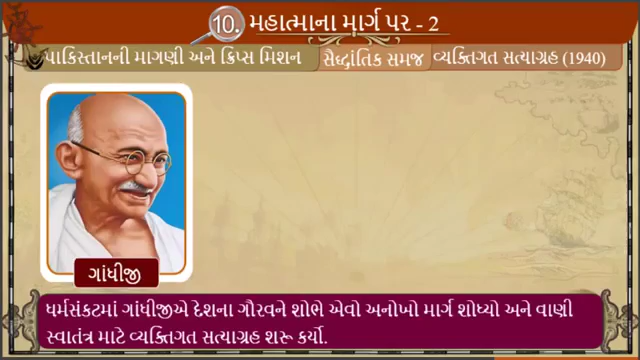 10. મહાત્માના માર્ગ પર - 2
પાકિસ્તાનની માગણી અને ક્રિપ્સ મિશન
સૈદ્ધાંતિક સમજ
વ્યક્તિગત સત્યાગ્રહ (1940)
ગાંધીજી
ધર્મસંકટમાં ગાંધીજીએ દેશના ગૌરવને શોભે એવો અનોખો માર્ગ શોધ્યો અને વાણી
સ્વાતંત્ર માટે વ્યક્તિગત સત્યાગ્રહ શરૂ કર્યો.